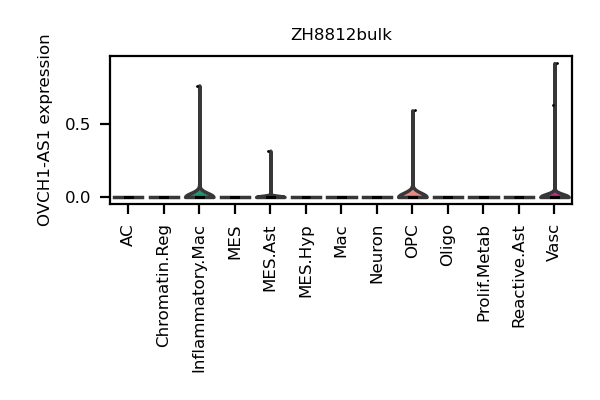 ZH8812bulk
OVCH1-AS1 expression
0.5
0.0
AC
Chromatin.Reg
Inflammatory.Mac
MES
MES.Ast
MES.Hyp
Mac
Neuron
OPC
Oligo
Prolif.Metab
Reactive.Ast
Vasc